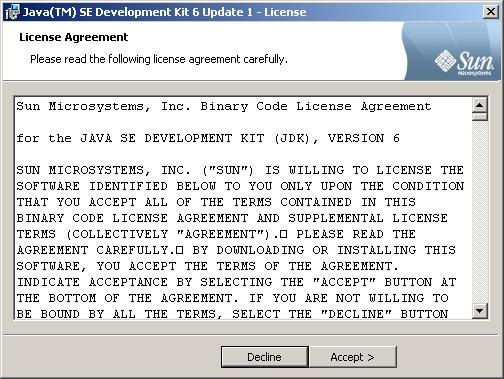 Java(TM) SE Development Kit 6 Update 1 - License
License Agreement
Please read the following license agreement carefully.
Sun
microsystems
Sun Microsystems, Inc. Binary Code License Agreement
for the JAVA SE DEVELOPMENT KIT (JDK), VERSION 6
SUN MICROSYSTEMS, INC. ("SUN") IS WILLING TO LICENSE THE
SOFTWARE IDENTIFIED BELOW TO YOU ONLY UPON THE CONDITION
THAT YOU ACCEPT ALL OF THE TERMS CONTAINED IN THIS
BINARY CODE LICENSE AGREEMENT AND SUPPLEMENTAL LICENSE
TERMS (COLLECTIVELY "AGREEMENT").□ PLEASE READ THE
AGREEMENT CAREFULLY.□ BY DOWNLOADING OR INSTALLING THIS
SOFTWARE, YOU ACCEPT THE TERMS OF THE AGREEMENT.
INDICATE ACCEPTANCE BY SELECTING THE "ACCEPT" BUTTON AT
THE BOTTOM OF THE AGREEMENT. IF YOU ARE NOT WILLING TO
BE BOUND BY ALL THE TERMS, SELECT THE "DECLINE" BUTTON
Decline
Accept >